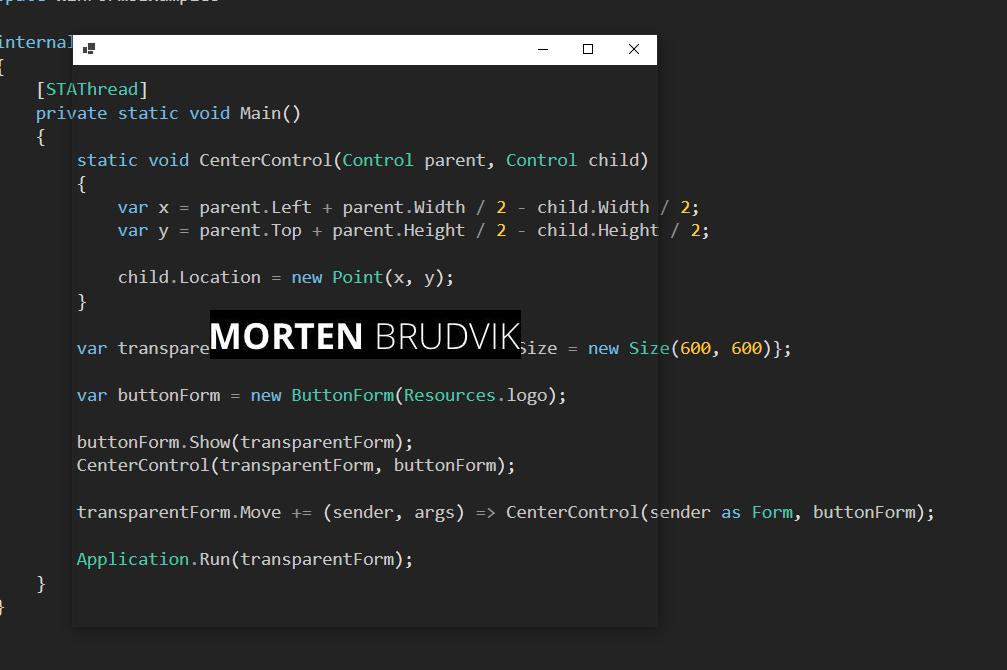 internal
{
[STAThread]
private static void Main()
{
static void CenterControl(Control parent, Control child)
{
var x = parent.Left + parent.Width / 2 - child.Width / 2;
var y = parent.Top + parent.Height / 2 - child.Height / 2;
child.Location = new Point(x, y);
}
MORTEN BRUDVIK
var transpare Size = new Size(600, 600)};
var buttonForm = new ButtonForm(Resources.logo);
buttonForm.Show(transparentForm);
CenterControl(transparentForm, buttonForm);
transparentForm.Move += (sender, args) => CenterControl(sender as Form, buttonForm);
Application.Run(transparentForm);
}
}